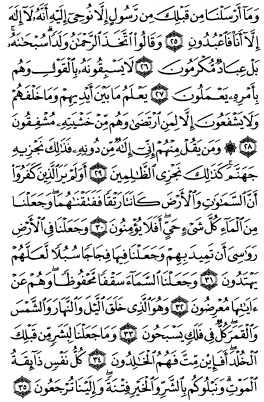 وَمَآ أَرْسَلْنَا مِن قَبْلِكَ مِن رَّسُولٍ إِلَّا نُوحِىٓ إِلَيْهِ أَنَّهُۥ لَآ إِلَٰهَ
إِلَّآ أَنَا۠ فَٱعْبُدُونِ ٢٥ وَقَالُوا۟ ٱتَّخَذَ ٱلرَّحْمَٰنُ وَلَدًا ۗ سُبْحَٰنَهُۥ ۚ
بَلْ عِبَادٌ مُّكْرَمُونَ ٢٦ لَا يَسْبِقُونَهُۥ بِٱلْقَوْلِ وَهُم
بِأَمْرِهِۦ يَعْمَلُونَ ٢٧ يَعْلَمُ مَا بَيْنَ أَيْدِيهِمْ وَمَا خَلْفَهُمْ
وَلَا يَشْفَعُونَ إِلَّا لِمَنِ ٱرْتَضَىٰ وَهُم مِّنْ خَشْيَتِهِۦ مُشْفِقُونَ
٢٨ ۞ وَمَن يَقُلْ مِنْهُمْ إِنِّىٓ إِلَٰهٌ مِّن دُونِهِۦ فَذَٰلِكَ نَجْزِيهِ
جَهَنَّمَ ۚ كَذَٰلِكَ نَجْزِى ٱلظَّٰلِمِينَ ٢٩ أَوَلَمْ يَرَ ٱلَّذِينَ كَفَرُوٓا۟
أَنَّ ٱلسَّمَٰوَٰتِ وَٱلْأَرْضَ كَانَتَا رَتْقًا فَفَتَقْنَٰهُمَا ۖ وَجَعَلْنَا
مِنَ ٱلْمَآءِ كُلَّ شَىْءٍ حَىٍّ ۖ أَفَلَا يُؤْمِنُونَ ٣٠ وَجَعَلْنَا فِى ٱلْأَرْضِ
رَوَٰسِىَ أَن تَمِيدَ بِهِمْ وَجَعَلْنَا فِيهَا فِجَاجًا سُبُلًا لَّعَلَّهُمْ
يَهْتَدُونَ ٣١ وَجَعَلْنَا ٱلسَّمَآءَ سَقْفًا مَّحْفُوظًا ۖ وَهُمْ عَنْ
ءَايَٰتِهَا مُعْرِضُونَ ٣٢ وَهُوَ ٱلَّذِى خَلَقَ ٱلَّيْلَ وَٱلنَّهَارَ وَٱلشَّمْسَ
وَٱلْقَمَرَ ۖ كُلٌّ فِى فَلَكٍ يَسْبَحُونَ ٣٣ وَمَا جَعَلْنَا لِبَشَرٍ مِّن قَبْلِكَ
ٱلْخُلْدَ ۖ أَفَإِي۟ن مِّتَّ فَهُمُ ٱلْخَٰلِدُونَ ٣٤ كُلُّ نَفْسٍ ذَآئِقَةُ
ٱلْمَوْتِ ۗ وَنَبْلُوكُم بِٱلشَّرِّ وَٱلْخَيْرِ فِتْنَةً ۖ وَإِلَيْنَا تُرْجَعُونَ ٣٥